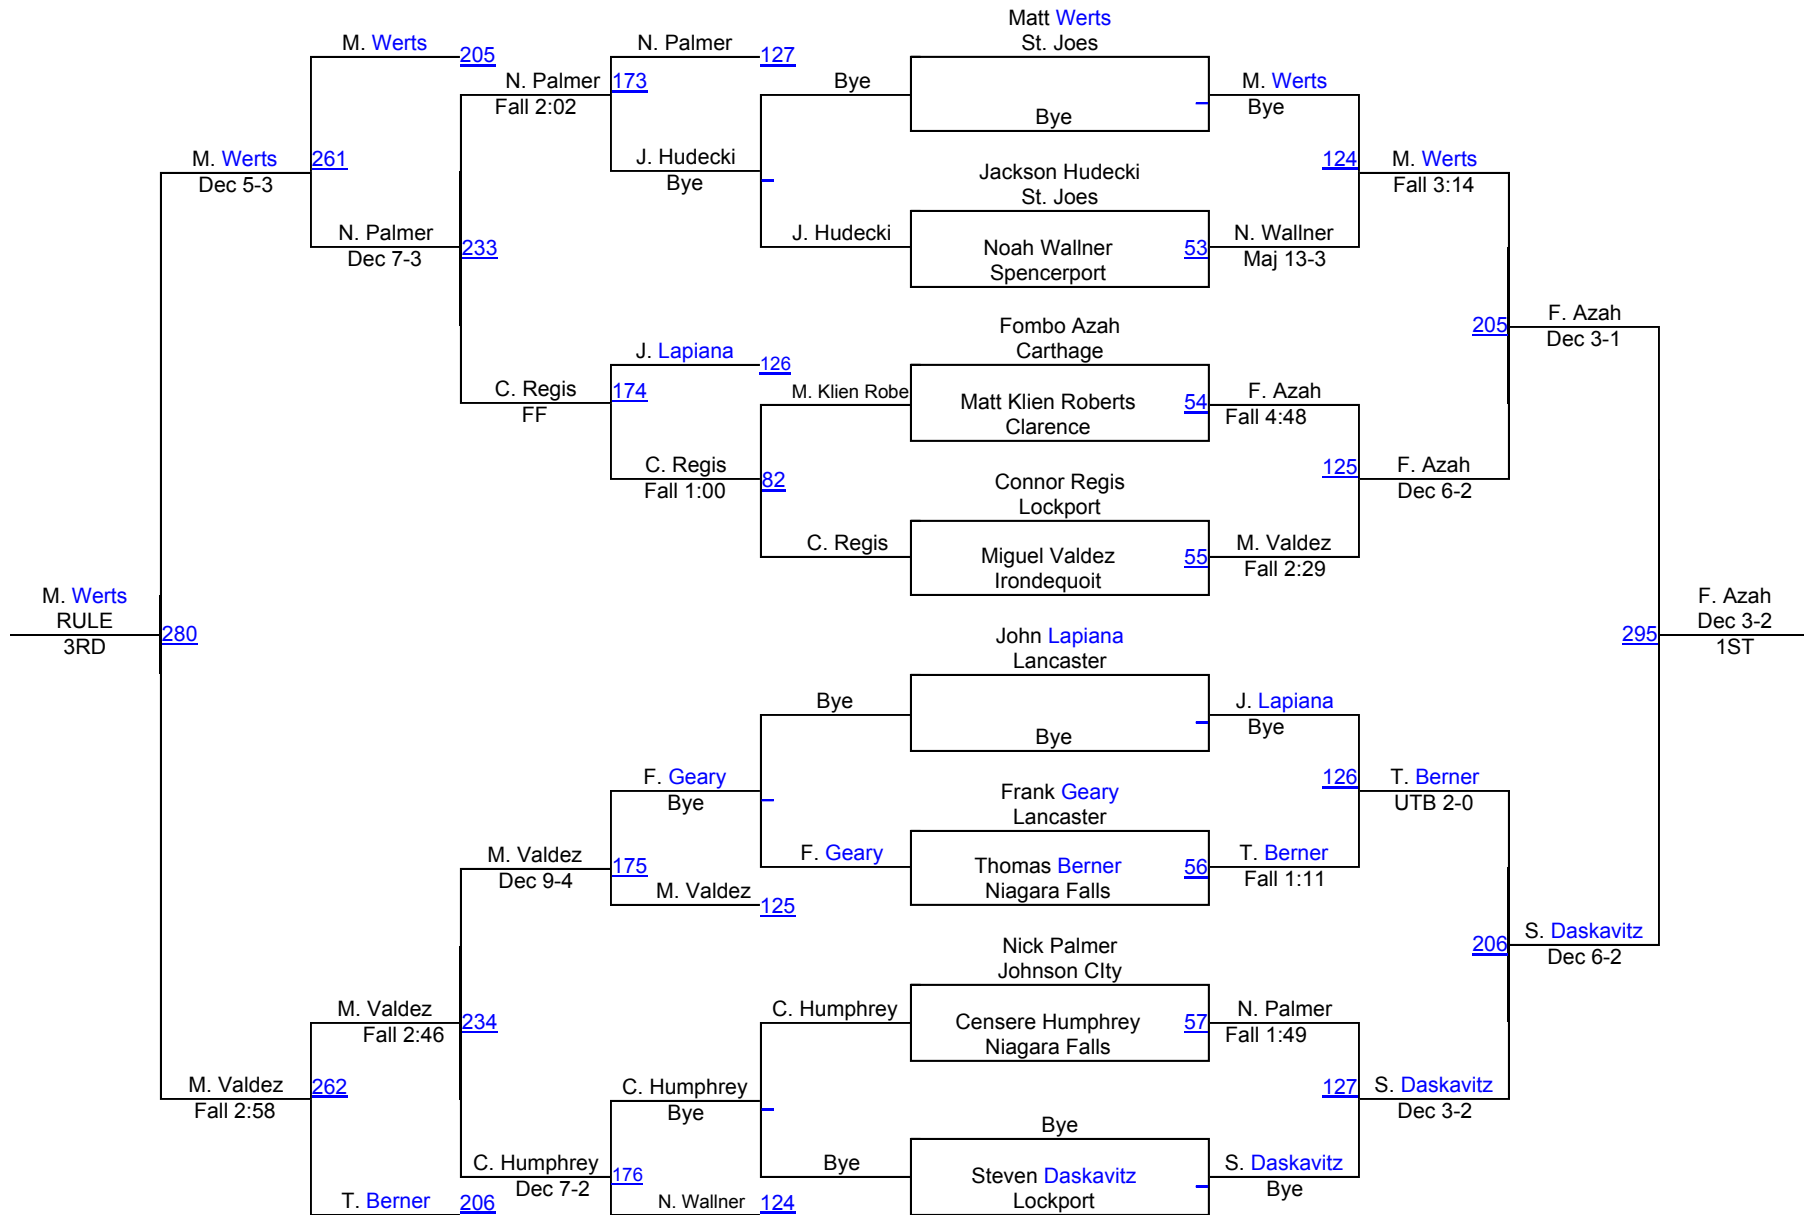 Matt Werts
St. Joes
M. Werts
205
N. Palmer
127
N. Palmer
173
Fall 2:02
Bye
M. Werts
Bye
Bye
J. Hudecki
Bye
M. Werts
261
Dec 5-3
Jackson Hudecki
St. Joes
124
M. Werts
Fall 3:14
N. Palmer
Dec 7-3
233
J. Hudecki
Noah Wallner
Spencerport
53
N. Wallner
Maj 13-3
Fombo Azah
Carthage
205
F. Azah
Dec 3-1
J. Lapiana
126
C. Regis
FF
174
M. Klien Robe
Matt Klien Roberts
Clarence
54
F. Azah
Fall 4:48
C. Regis
Fall 1:00
82
Connor Regis
Lockport
125
F. Azah
Dec 6-2
C. Regis
Miguel Valdez
Irondequoit
55
M. Valdez
Fall 2:29
M. Werts
RULE
3RD
280
John Lapiana
Lancaster
295
F. Azah
Dec 3-2
1ST
Bye
Bye
J. Lapiana
Bye
F. Geary
Bye
Frank Geary
Lancaster
126
T. Berner
UTB 2-0
M. Valdez
Dec 9-4
175
M. Valdez
125
F. Geary
Thomas Berner
Niagara Falls
56
T. Berner
Fall 1:11
Nick Palmer
Johnson CIty
206
S. Daskavitz
Dec 6-2
M. Valdez
Fall 2:46
234
C. Humphrey
Censere Humphrey
Niagara Falls
57
N. Palmer
Fall 1:49
M. Valdez
Fall 2:58
262
C. Humphrey
Bye
Bye
127
S. Daskavitz
Dec 3-2
C. Humphrey
Dec 7-2
176
Bye
Steven Daskavitz
Lockport
S. Daskavitz
Bye
T. Berner
206
N. Wallner
124